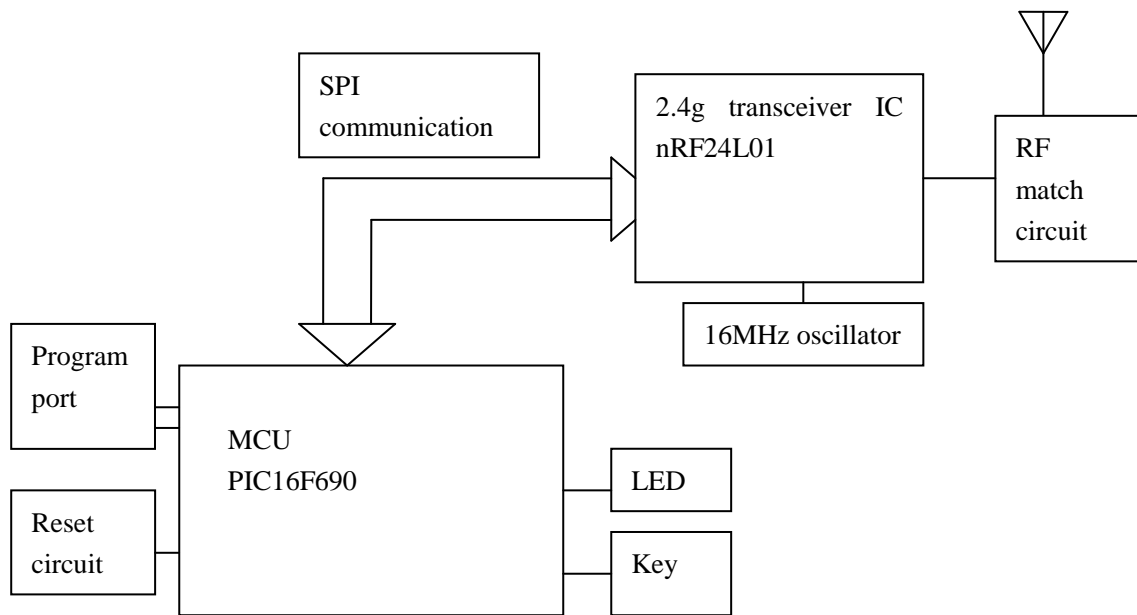 SPI
communication
2.4g transceiver IC
nRF24L01
RF
match
circuit
16MHz oscillator
Program
port
MCU
PIC16F690
LED
Reset
circuit
Key